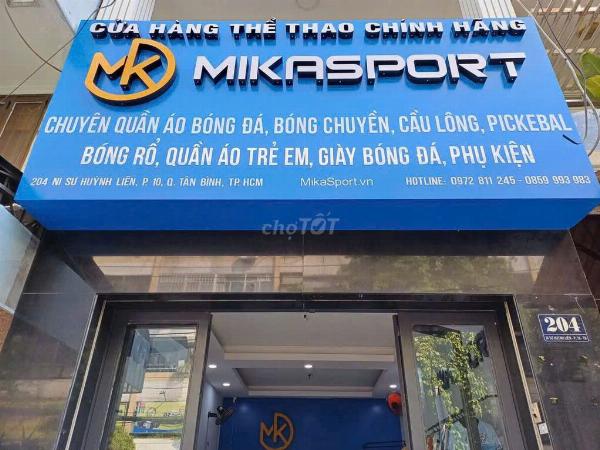 CỬA HÀNG THỂ THAO CHÍNH HÃNG
MK MIKASPORT
CHUYÊN QUẦN ÁO BÓNG ĐÁ, BÓNG CHUYỀN, CẦU LÔNG, PICKEBAL
BÓNG RỔ, QUẦN ÁO TRẺ EM, GIÀY BÓNG ĐÁ, PHỤ KIỆN
204 NI SƯ HUỲNH LIÊN, P. 10, Q. TÂN BÌNH, TP. HCM MikaSport.vn HOTLINE: 0972 811 245 - 0859 993 983
chợTỐT
204
MK